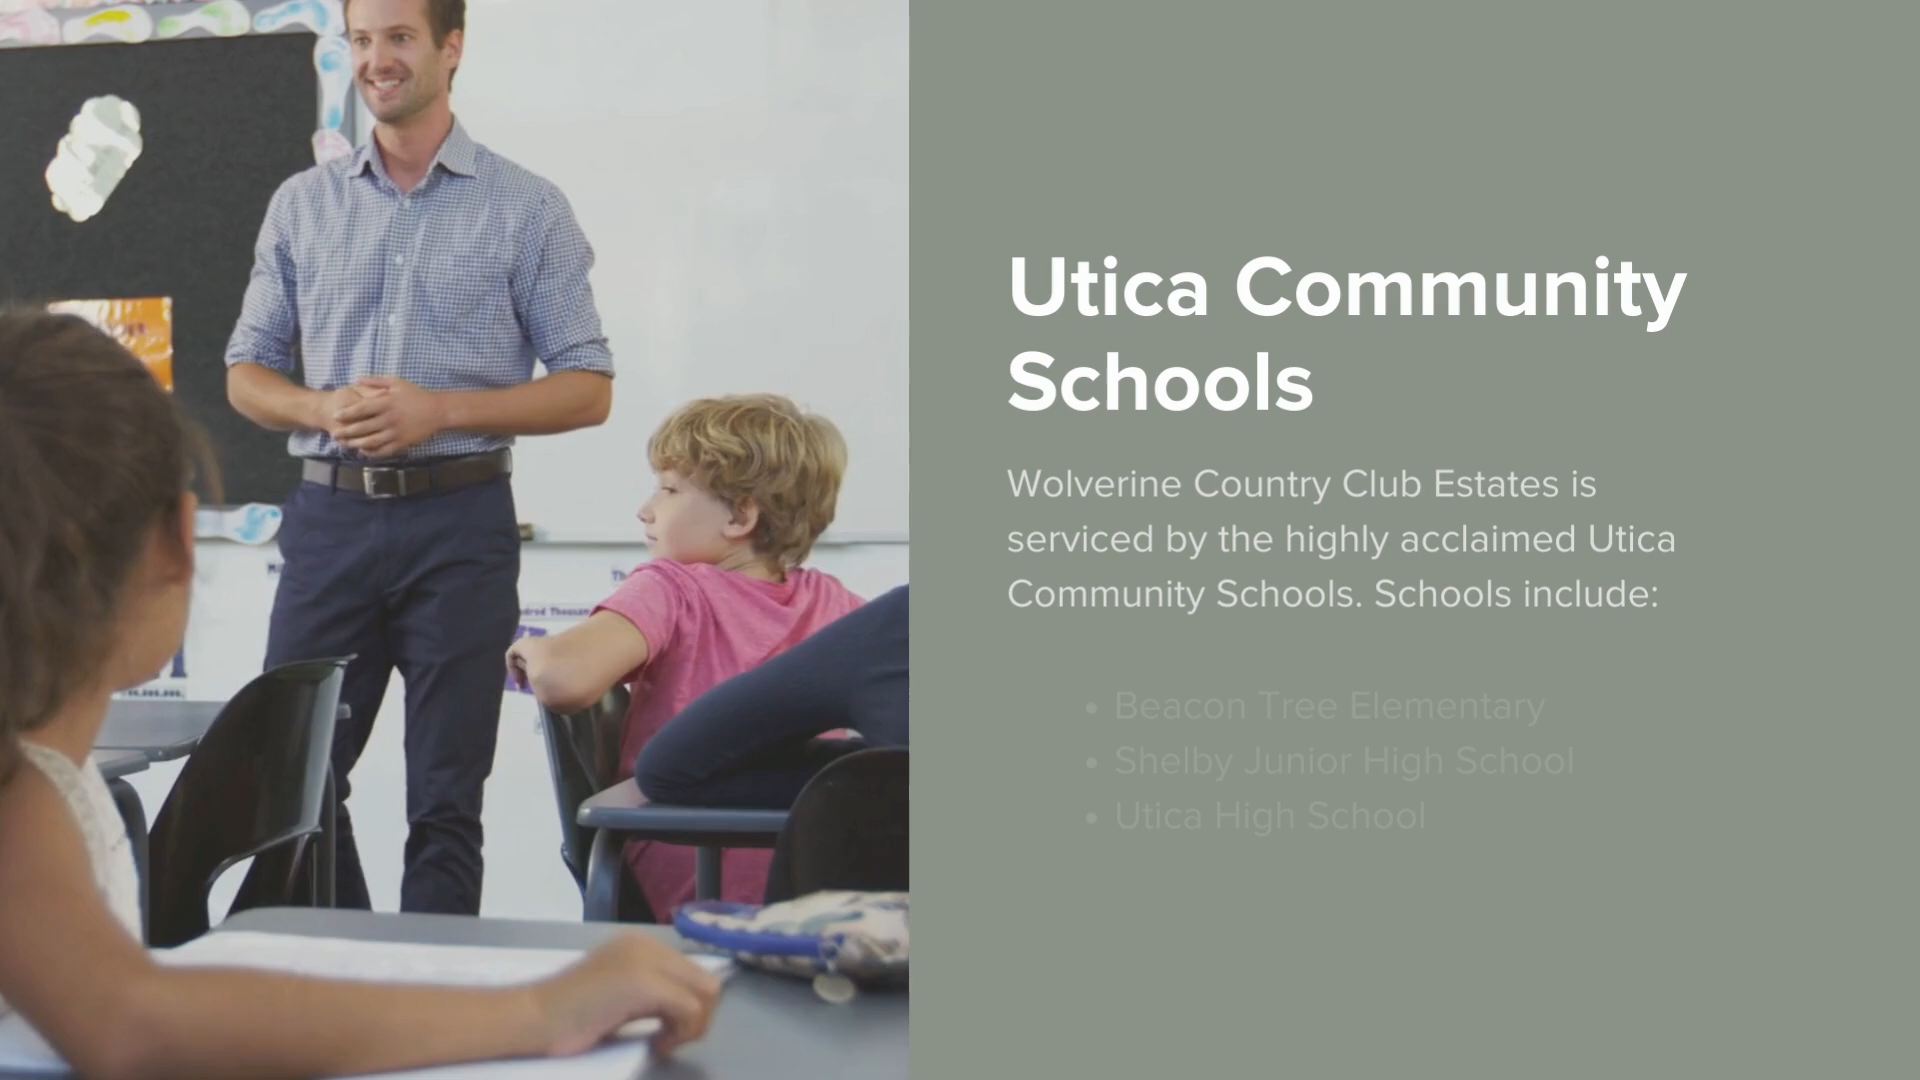 Utica Community
Schools
Wolverine Country Club Estates is
serviced by the highly acclaimed Utica
Community Schools. Schools include:
• Beacon Tree Elementary
• Shelby Junior High School
• Utica High School